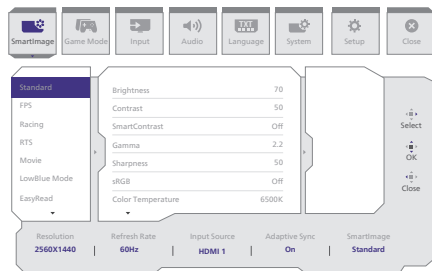 SmartImage
Game Mode
Input
Audio
TXT
Language
System
Setup
Close
Standard
FPS
Racing
RTS
Movie
LowBlue Mode
EasyRead
Brightness 70
Contrast 50
SmartContrast Off
Gamma 2.2
Sharpness 50
sRGB Off
Color Temperature 6500K
Select
OK
Close
Resolution Refresh Rate Input Source Adaptive Sync SmartImage
2560X1440 | 60Hz | HDMI 1 | On | Standard